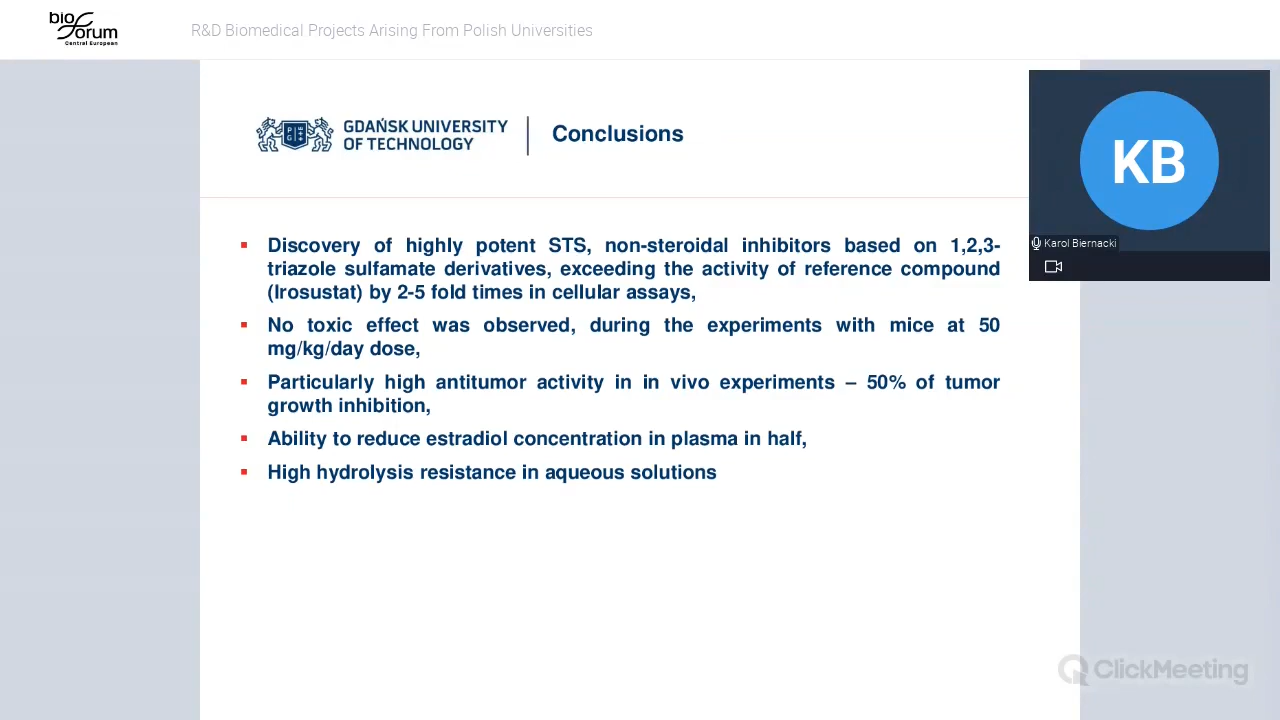 bio
forum
Central European
R&D Biomedical Projects Arising From Polish Universities
PG
GDAŃSK UNIVERSITY
OF TECHNOLOGY
Conclusions
KB
Karol Biernacki
▪ Discovery of highly potent STS, non-steroidal inhibitors based on 1,2,3-
triazole sulfamate derivatives, exceeding the activity of reference compound
(Irosustat) by 2-5 fold times in cellular assays,
▪ No toxic effect was observed, during the experiments with mice at 50
mg/kg/day dose,
▪ Particularly high antitumor activity in in vivo experiments – 50% of tumor
growth inhibition,
▪ Ability to reduce estradiol concentration in plasma in half,
▪ High hydrolysis resistance in aqueous solutions
ClickMeeting